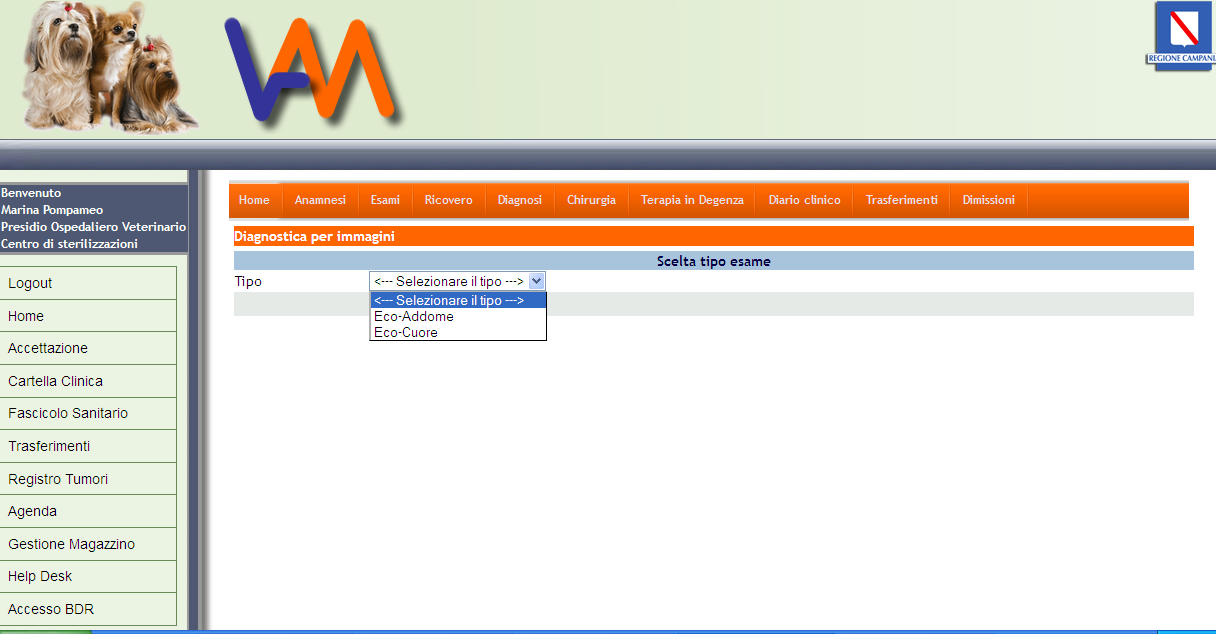 VAM
REGIONE CAMPANI
Benvenuto
Marina Pompameo
Presidio Ospedaliero Veterinario
Centro di sterilizzazioni
Logout
Home
Accettazione
Cartella Clinica
Fascicolo Sanitario
Trasferimenti
Registro Tumori
Agenda
Gestione Magazzino
Help Desk
Accesso BDR
Home Anamnesi Esami Ricovero Diagnosi Chirurgia Terapia in Degenza Diario clinico Trasferimenti Dimissioni
Diagnostica per immagini
Scelta tipo esame
Tipo <--- Selezionare il tipo --->
<--- Selezionare il tipo --->
Eco-Addome
Eco-Cuore